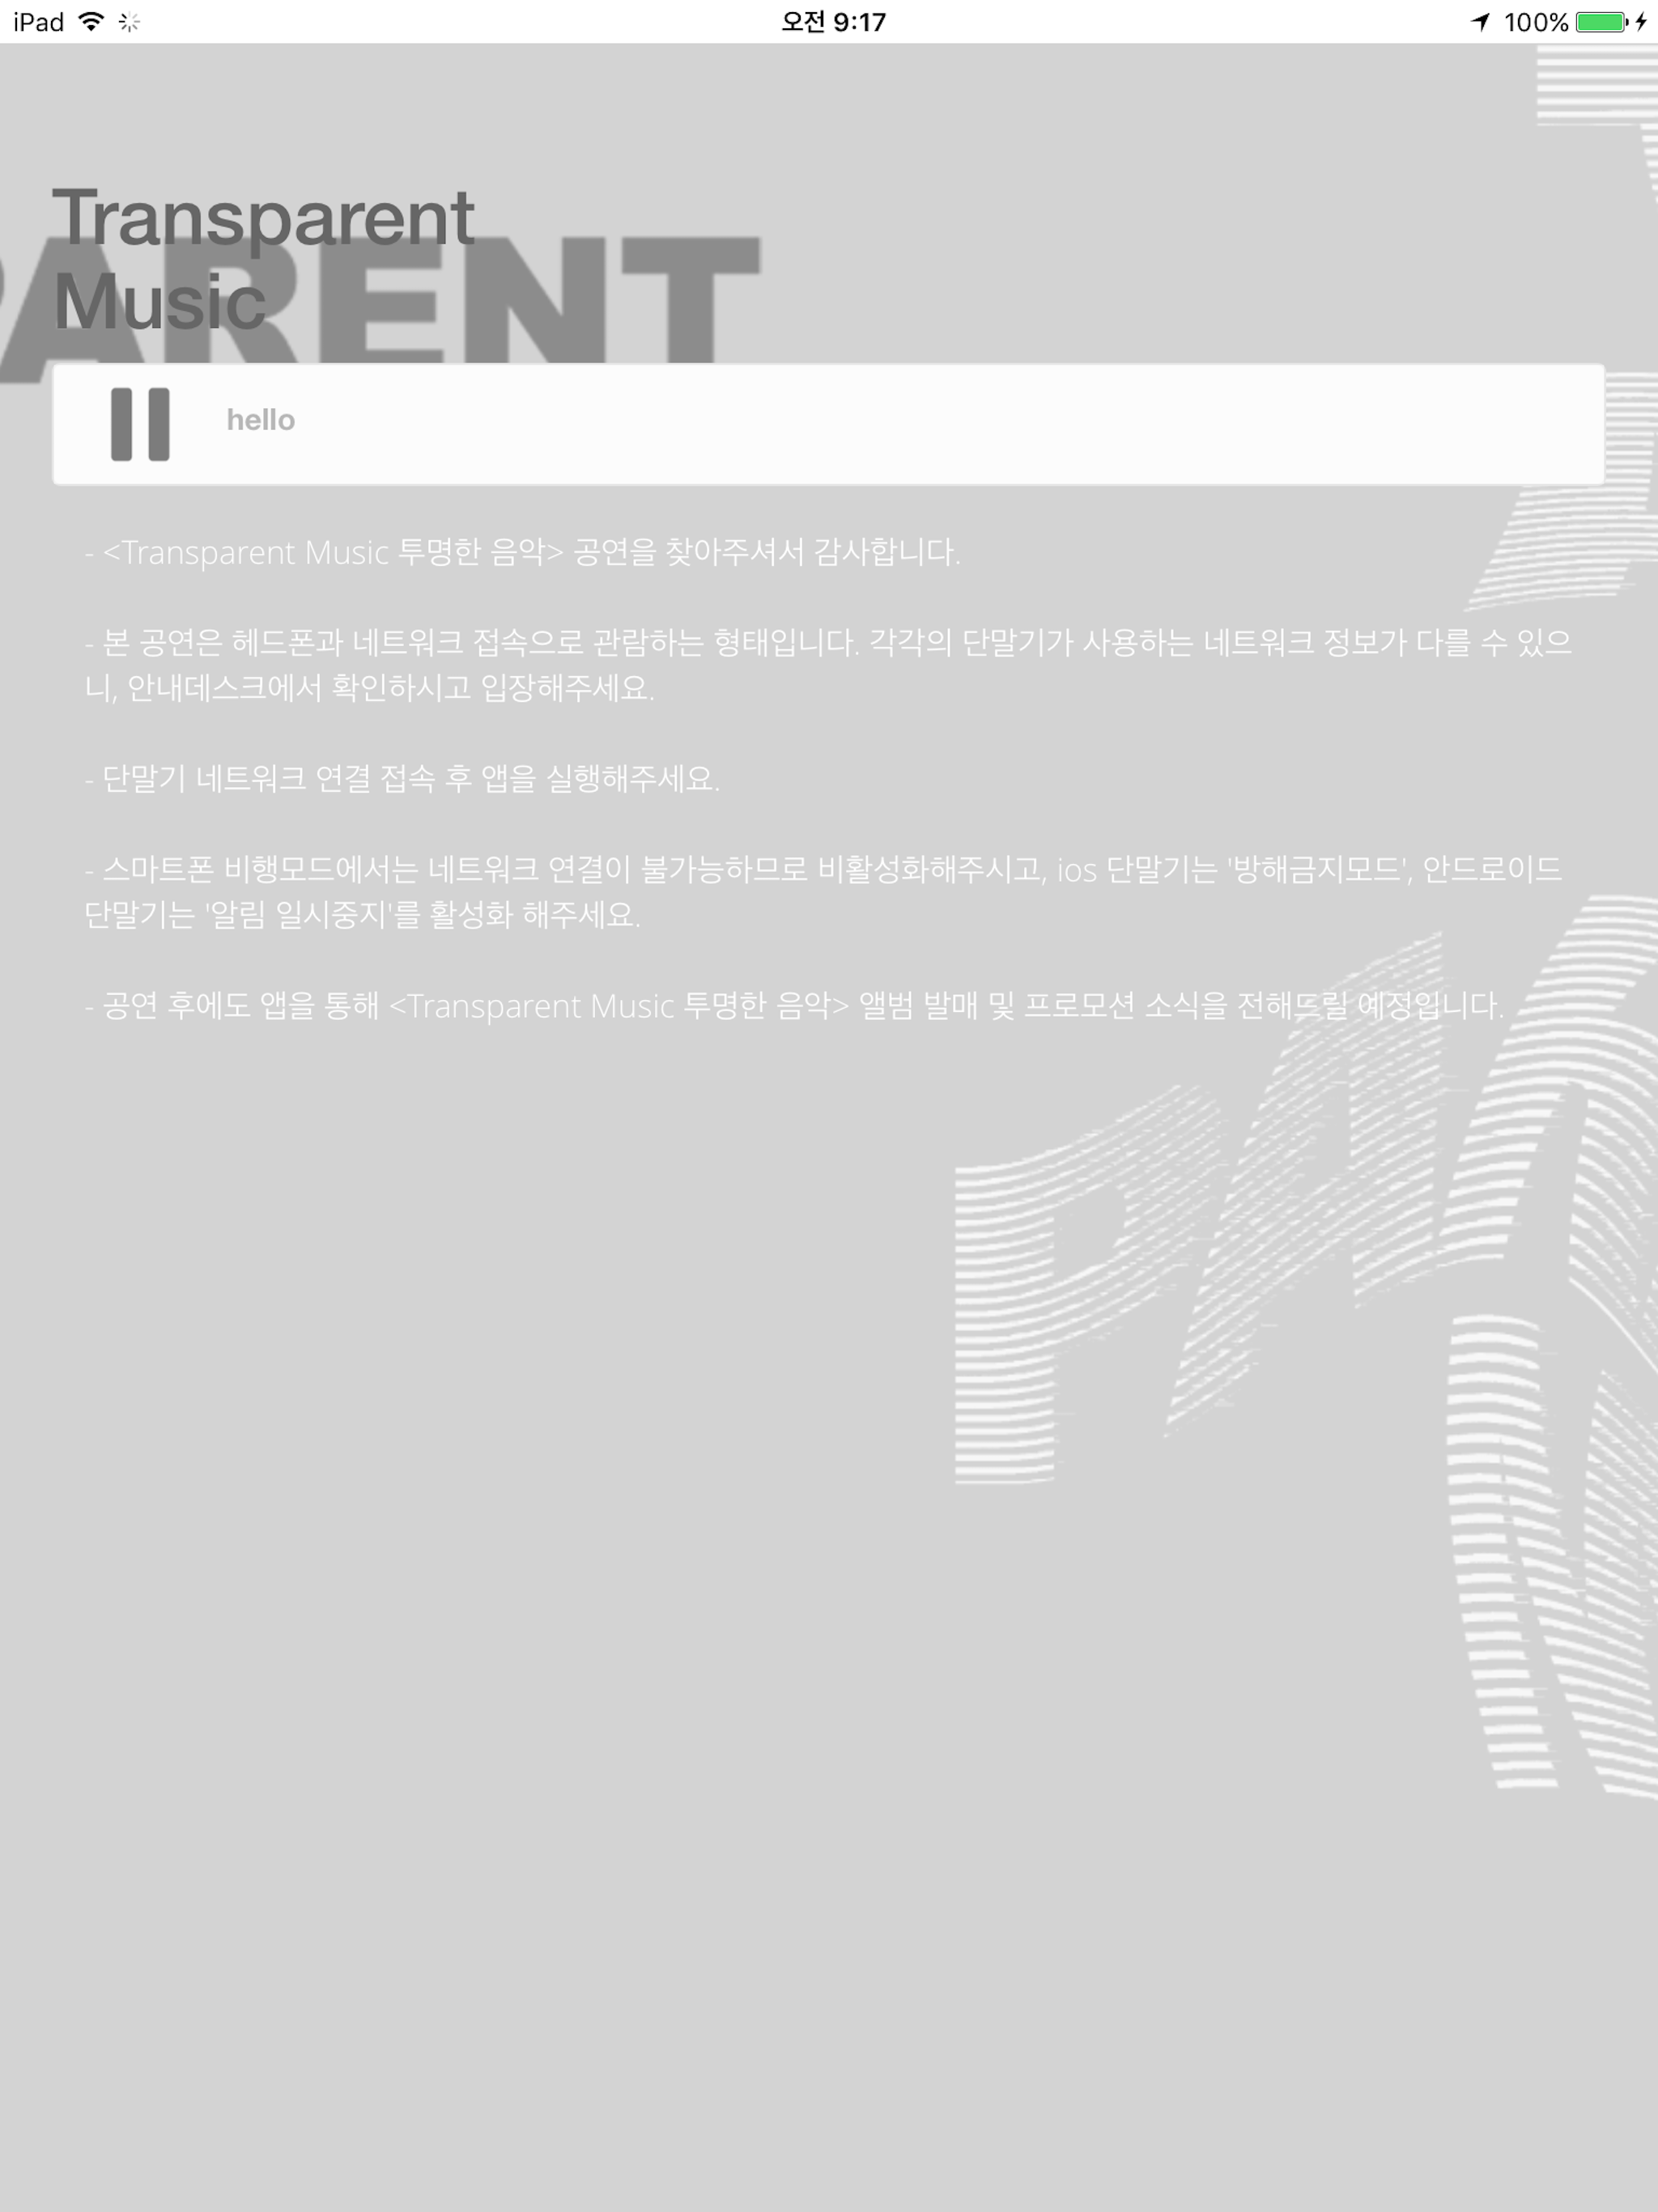 iPad 오전 9:17 100%
Transparent
Music
PARENT
hello
- <Transparent Music 투명한 음악> 공연을 찾아주셔서 감사합니다.
- 본 공연은 헤드폰과 네트워크 접속으로 관람하는 형태입니다. 각각의 단말기가 사용하는 네트워크 정보가 다를 수 있으
니, 안내데스크에서 확인하시고 입장해주세요.
- 단말기 네트워크 연결 접속 후 앱을 실행해주세요.
- 스마트폰 비행모드에서는 네트워크 연결이 불가능하므로 비활성화해주시고, ios 단말기는 '방해금지모드', 안드로이드
단말기는 '알림 일시중지'를 활성화 해주세요.
- 공연 후에도 앱을 통해 <Transparent Music 투명한 음악> 앨범 발매 및 프로모션 소식을 전해드릴 예정입니다.